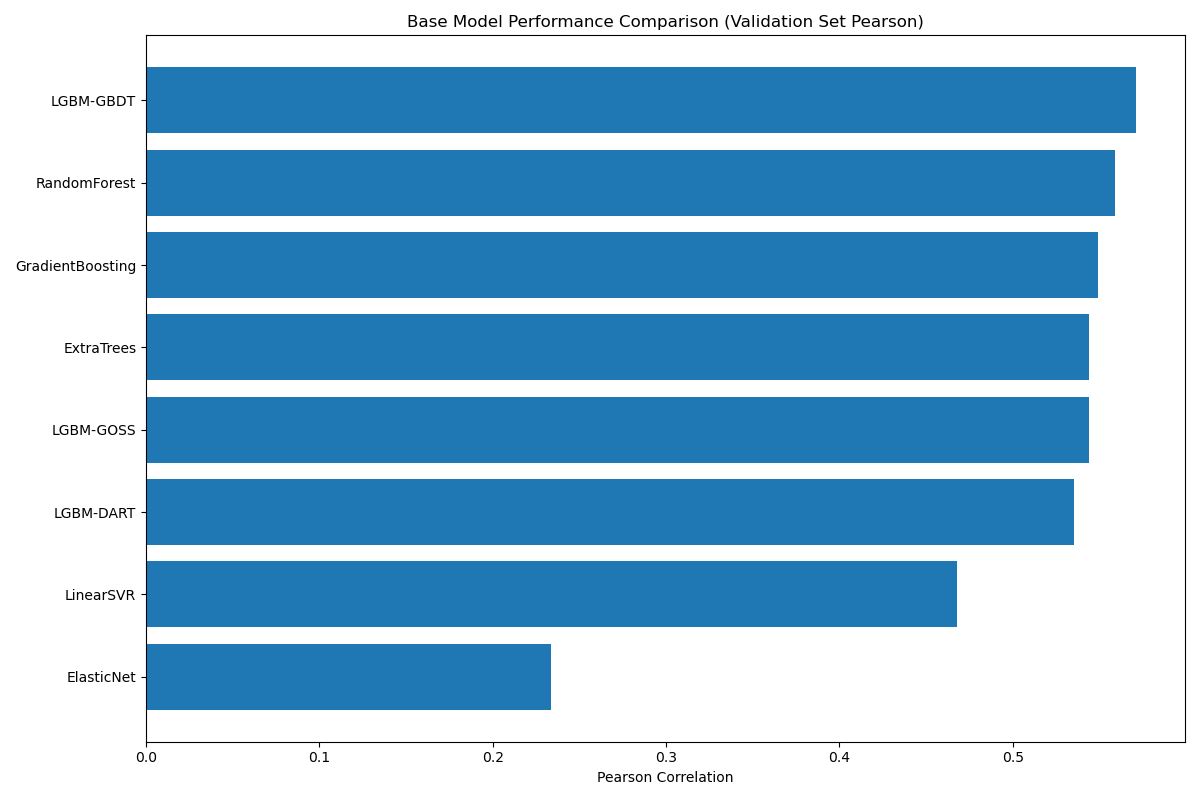 Base Model Performance Comparison (Validation Set Pearson)
LGBM-GBDT
RandomForest
GradientBoosting
ExtraTrees
LGBM-GOSS
LGBM-DART
LinearSVR
ElasticNet
0.0 0.1 0.2 0.3 0.4 0.5
Pearson Correlation